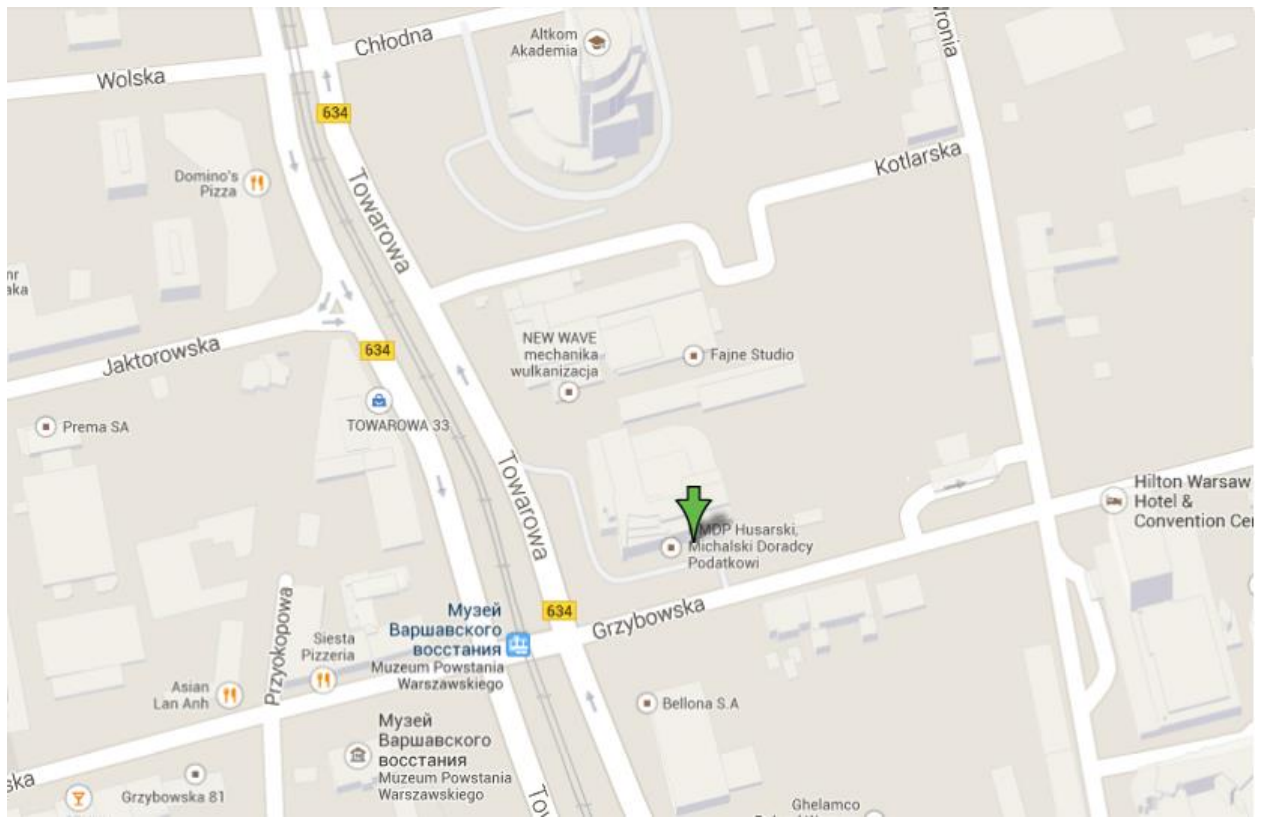 Chłodna
Altkom
Akademia
Wolska
634
Kotlarska
Domino's
Pizza
Towarowa
NEW WAVE
mechanika
wulkanizacja
Fajne Studio
Jaktorowska
634
TOWAROWA 33
Prema SA
Towarowa
Hilton Warsaw
Hotel &
Convention Cer
MDP Husarski,
Michalski Doradcy
Podatkowi
Przyokopowa
Музей
Варшавского
восстания
Muzeum Powstania
Warszawskiego
634
Grzybowska
Siesta
Pizzeria
Asian
Lan Anh
Bellona S.A
Музей
Варшавского
восстания
Muzeum Powstania
Warszawskiego
Grzybowska 81
Ghelamco